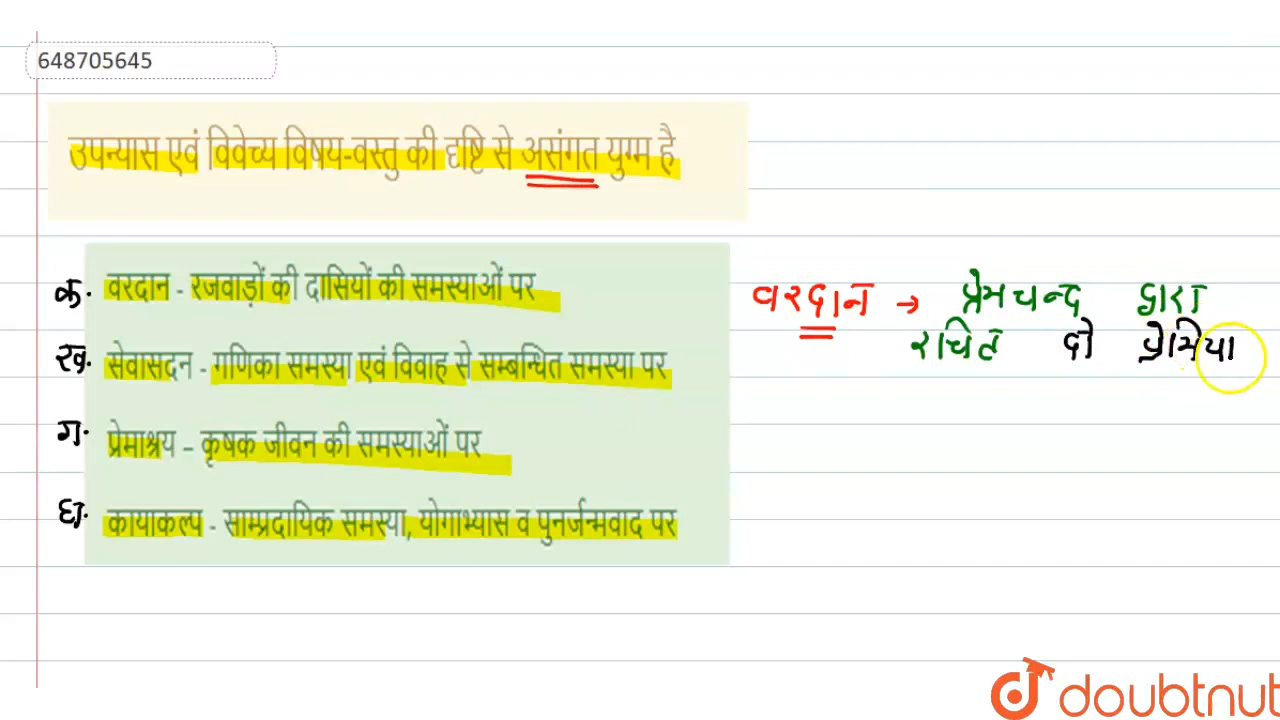 648705645
उपन्यास एवं विवेच्य विषय-वस्तु की दृष्टि से असंगत युग्म है
क. वरदान - रजवाड़ों की दासियों की समस्याओं पर
ख. सेवासदन - गणिका समस्या एवं विवाह से सम्बन्धित समस्या पर
ग. प्रेमाश्रय – कृषक जीवन की समस्याओं पर
घ. कायाकल्प - साम्प्रदायिक समस्या, योगाभ्यास व पुनर्जन्मवाद पर
वरदान → प्रेमचन्द द्वारा
रचित दो प्रेमिया
doubtnut